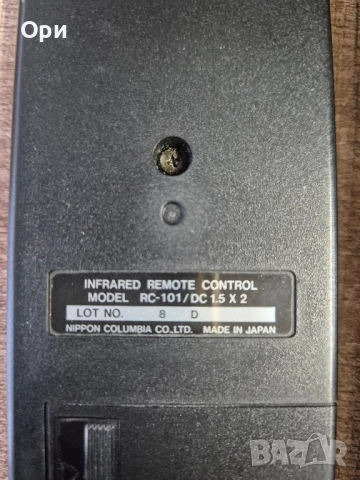 Ори
INFRARED REMOTE CONTROL
MODEL RC-101/DC 1.5 X 2
LOT NO. 8 D
NIPPON COLUMBIA CO.,LTD. MADE IN JAPAN
BAZAR